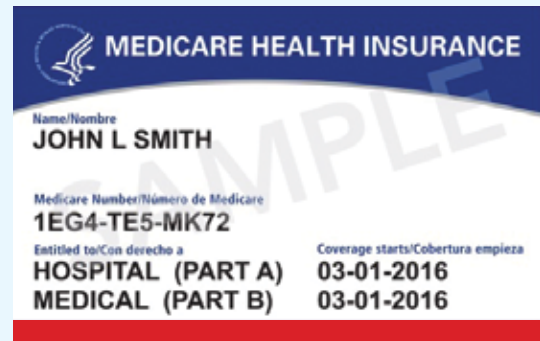 MEDICARE HEALTH INSURANCE
Name/Nombre
JOHN L SMITH
Medicare Number/Número de Medicare
1EG4-TE5-MK72
Entitled to/Con derecho a Coverage starts/Cobertura empieza
HOSPITAL (PART A) 03-01-2016
MEDICAL (PART B) 03-01-2016
SAMPLE